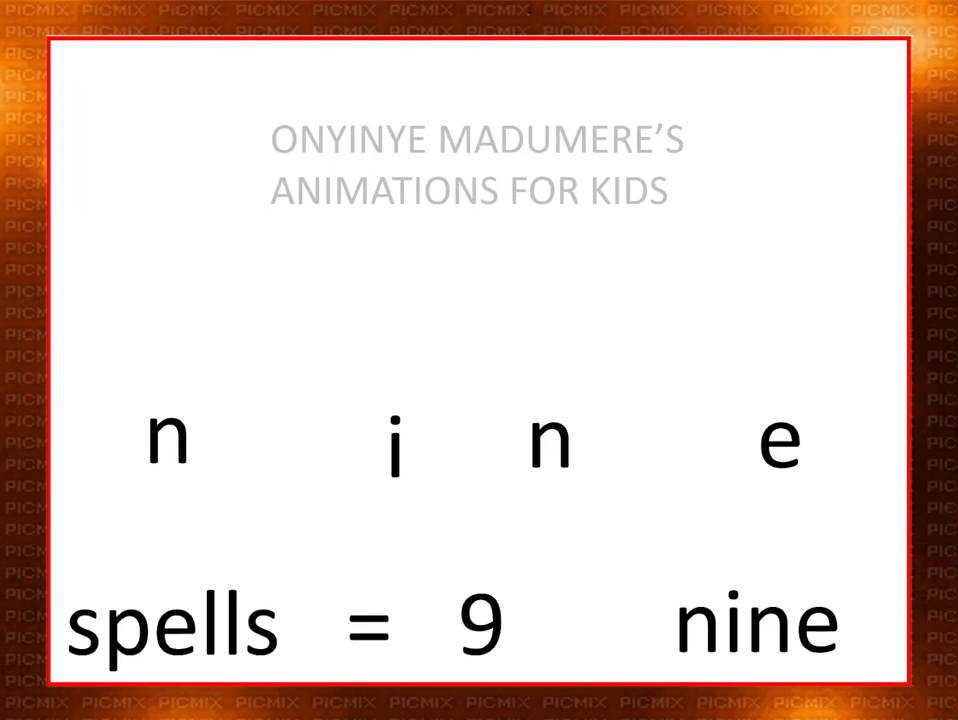 ONYINYE MADUMERE’S
ANIMATIONS FOR KIDS
n i n e
spells = 9 nine